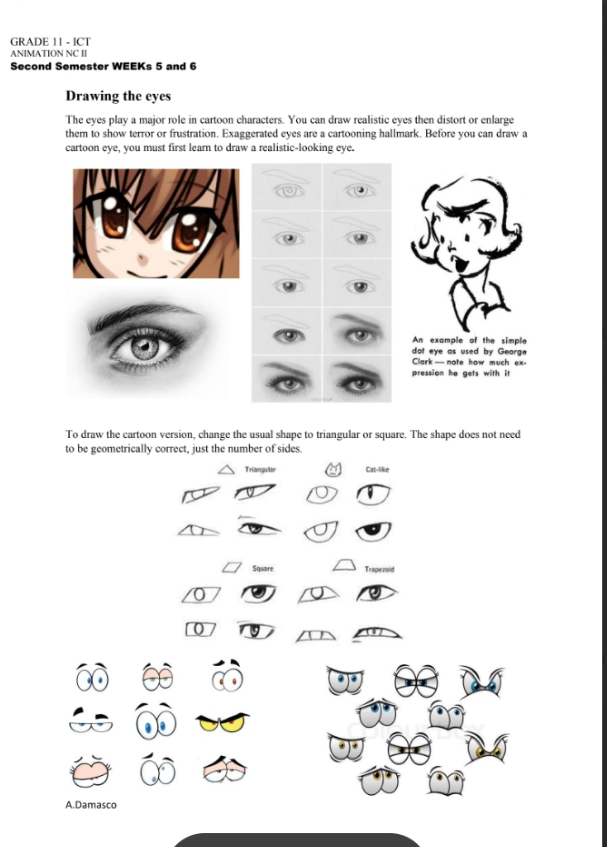 GRADE 11 - ICT
ANIMATION NC II
Second Semester WEEKs 5 and 6
Drawing the eyes
The eyes play a major role in cartoon characters. You can draw realistic eyes then distort or enlarge
them to show terror or frustration. Exaggerated eyes are a cartooning hallmark. Before you can draw a
cartoon eye, you must first learn to draw a realistic-looking eye.
An example of the simple
dot eye as used by George
Clark — note how much ex-
pression he gets with it
To draw the cartoon version, change the usual shape to triangular or square. The shape does not need
to be geometrically correct, just the number of sides.
Triangular
Cat-like
Square
Trapezoid
A.Damasco